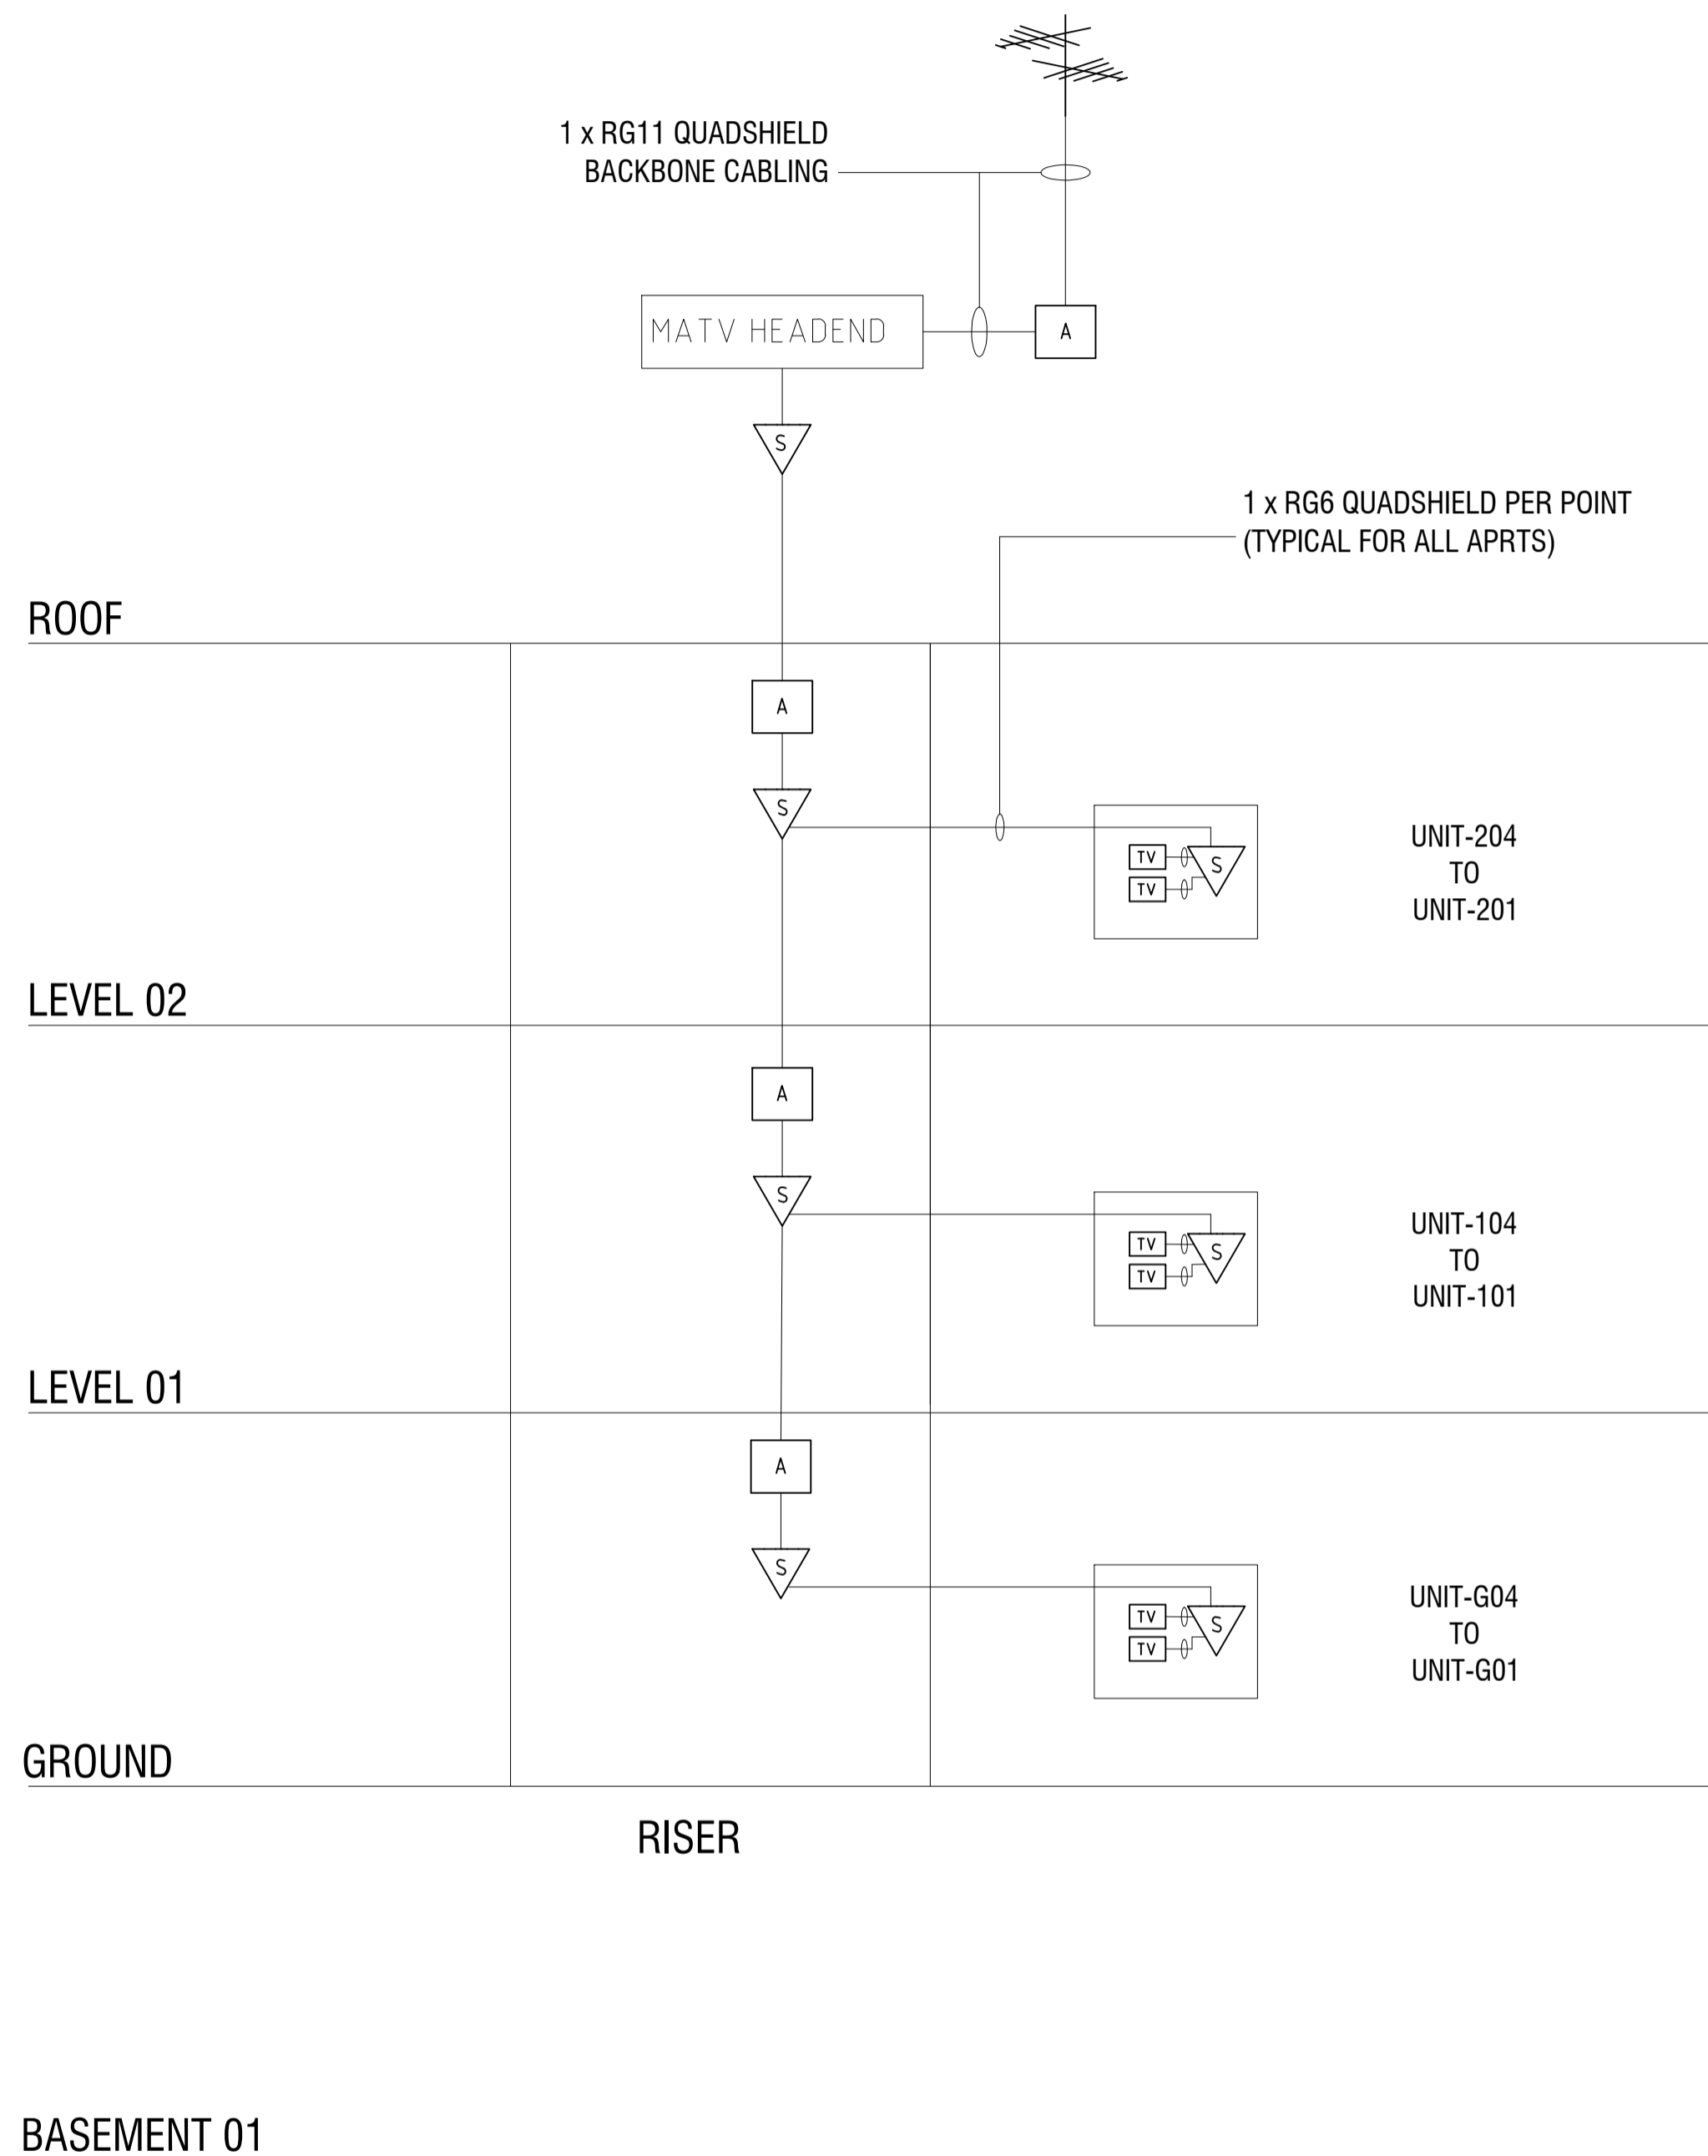 1 x RG11 QUADSHIELD
BACKBONE CABLING
MATV HEADEND
A
S
1 x RG6 QUADSHIELD PER POINT
(TYPICAL FOR ALL APRTS)
ROOF
A
S
TV
S
TV
UNIT-204
TO
UNIT-201
LEVEL 02
A
S
TV
S
TV
UNIT-104
TO
UNIT-101
LEVEL 01
A
S
TV
S
TV
UNIT-G04
TO
UNIT-G01
GROUND
RISER
BASEMENT 01